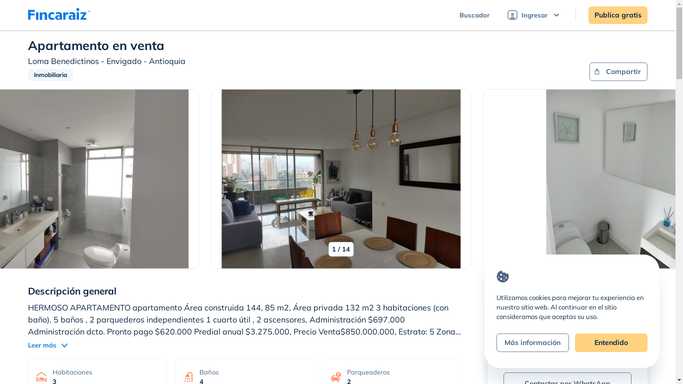 Fincaraiz
Buscador
Ingresar
Publica gratis
Apartamento en venta
Loma Benedictinos - Envigado - Antioquia
Inmobiliaria
Compartir
1 / 14
Descripción general
HERMOSO APARTAMENTO apartamento Área construida 144, 85 m2, Área privada 132 m2 3 habitaciones (con
baño), 5 baños , 2 parqueaderos independientes 1 cuarto útil , 2 ascensores, Administración $697.000
Administración dcto. Pronto pago $620.000 Predial anual $3.275.000, Precio Venta$850.000.000, Estrato: 5 Zona...
Leer más
Habitaciones
3
Baños
4
Parqueaderos
2
Utilizamos cookies para mejorar tu experiencia en
nuestro sitio web. Al continuar en el sitio
consideramos que aceptas su uso.
Más información
Entendido
Contactar por WhatsApp